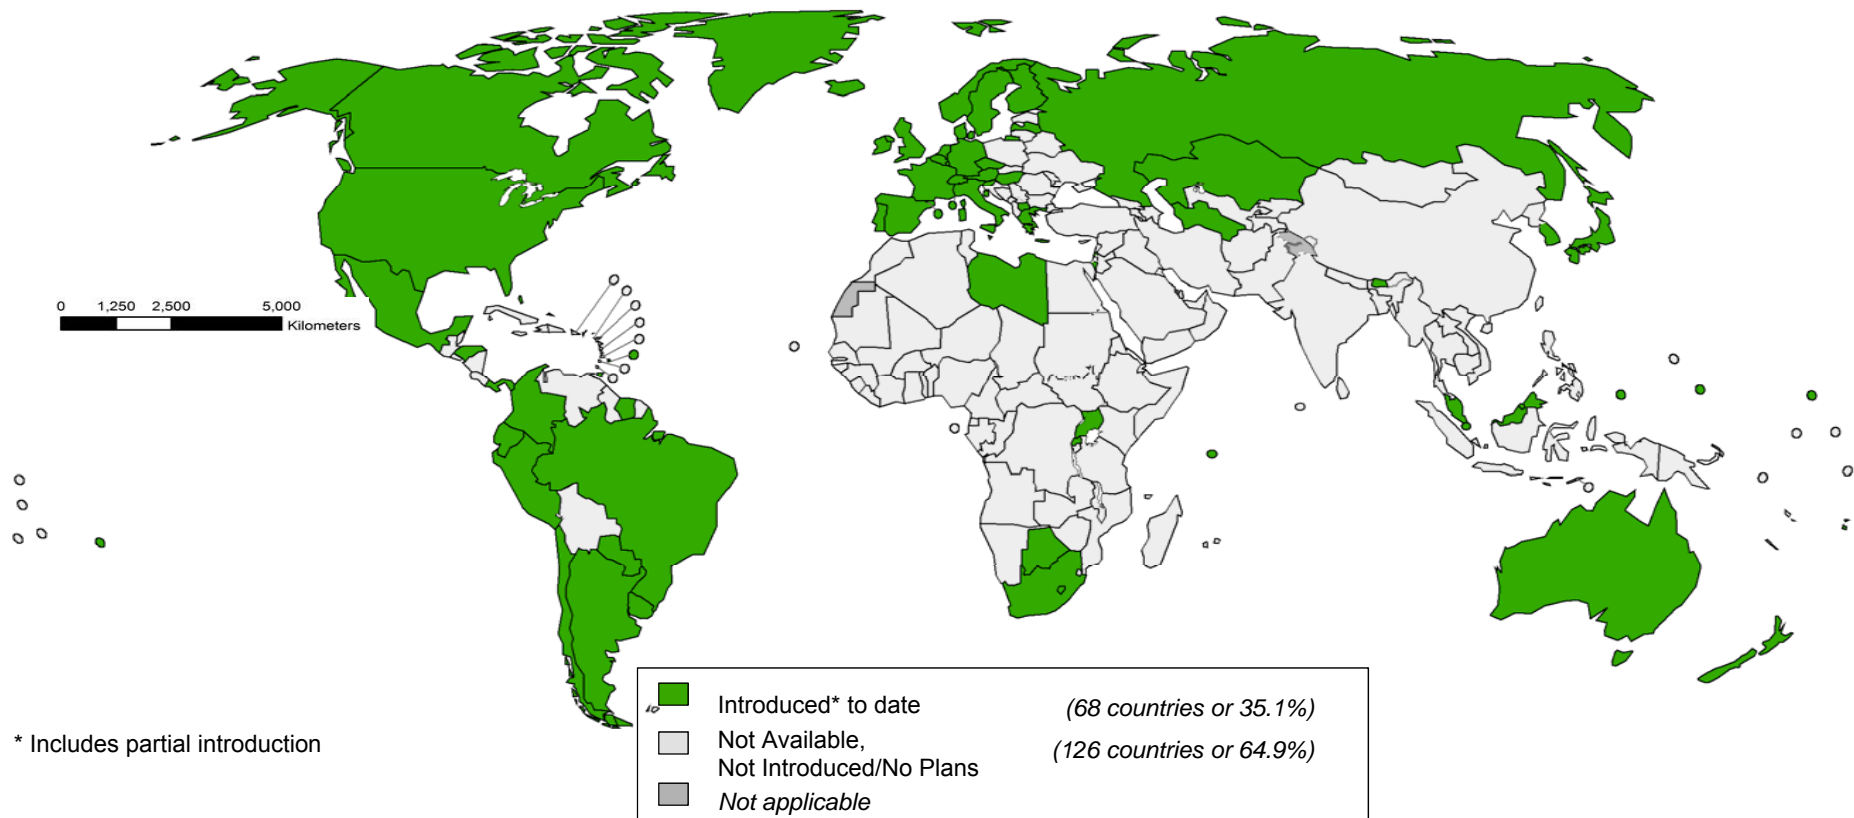 0 1,250 2,500 5,000
Kilometers
Introduced* to date (68 countries or 35.1%)
Not Available, (126 countries or 64.9%)
Not Introduced/No Plans
Not applicable
* Includes partial introduction